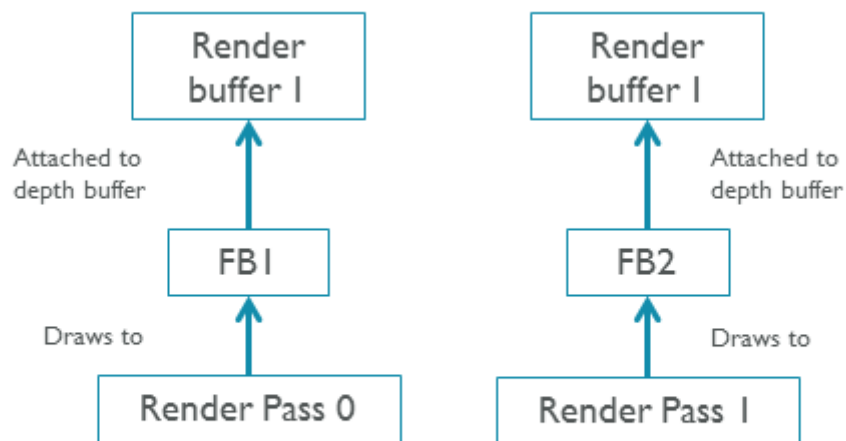 Render
buffer 1
Render
buffer 1
Attached to
depth buffer
Attached to
depth buffer
FB1
FB2
Draws to
Draws to
Render Pass 0
Render Pass 1